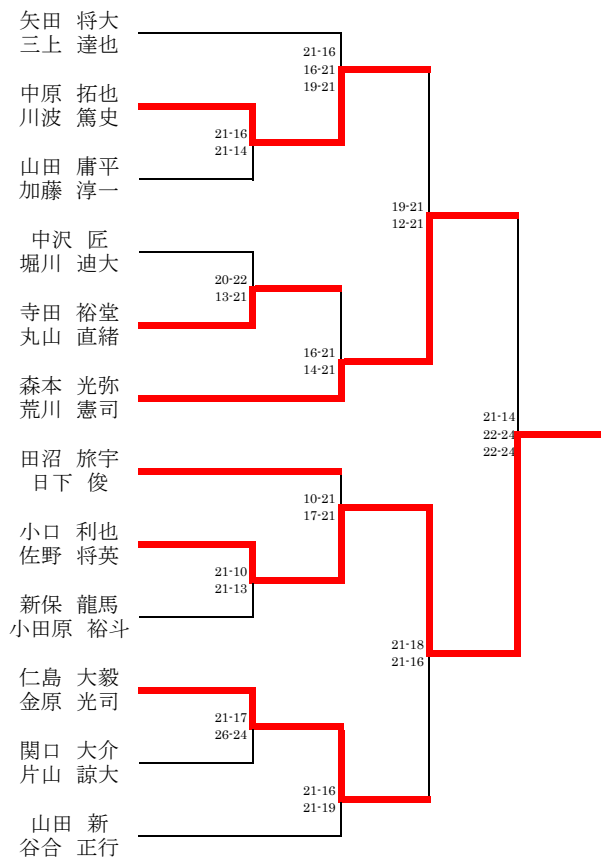 矢田 将大
三上 達也
21-16
16-21
19-21
中原 拓也
川波 篤史
21-16
21-14
山田 庸平
加藤 淳一
19-21
12-21
中沢 匠
堀川 迪大
20-22
13-21
寺田 裕堂
丸山 直緒
16-21
14-21
森本 光弥
荒川 憲司
21-14
22-24
22-24
田沼 旅宇
日下 俊
10-21
17-21
小口 利也
佐野 将英
21-10
21-13
新保 龍馬
小田原 裕斗
21-18
21-16
仁島 大毅
金原 光司
21-17
26-24
関口 大介
片山 諒大
21-16
21-19
山田 新
谷合 正行